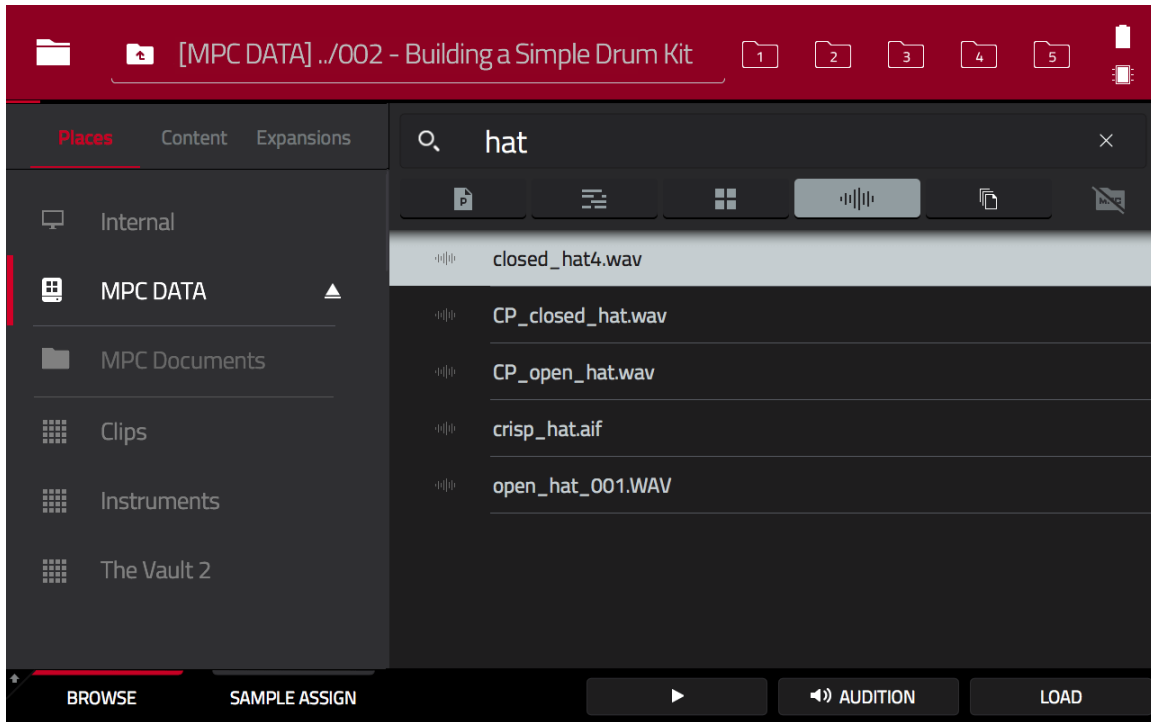 [MPC DATA] ../002 - Building a Simple Drum Kit
1 2 3 4 5
Places Content Expansions
hat
P
MPC
Internal
MPC DATA
MPC Documents
Clips
Instruments
The Vault 2
closed_hat4.wav
CP_closed_hat.wav
CP_open_hat.wav
crisp_hat.aif
open_hat_001.WAV
BROWSE SAMPLE ASSIGN AUDITION LOAD